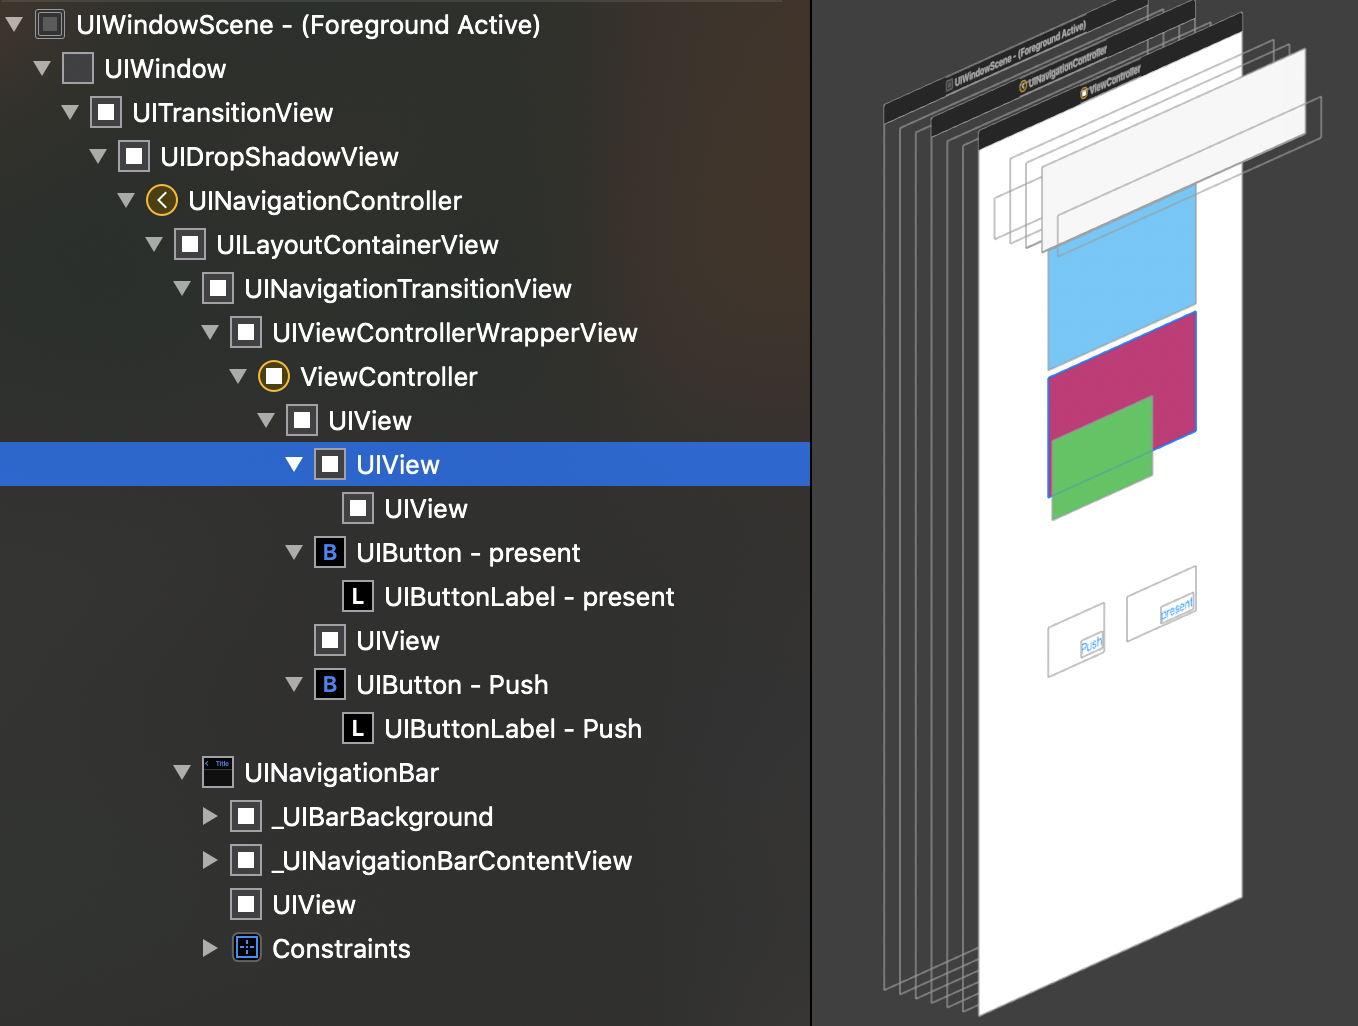 UIWindowScene - (Foreground Active)
UIWindow
UITransitionView
UIDropShadowView
UINavigationController
UILayoutContainerView
UINavigationTransitionView
UIViewControllerWrapperView
ViewController
UIView
UIView
UIView
UIButton - present
UIButtonLabel - present
UIView
UIButton - Push
UIButtonLabel - Push
UINavigationBar
_UIBarBackground
_UINavigationBarContentView
UIView
Constraints
B
L
B
L
Title
UIWindowScene - (Foreground Active)
UINavigationController
ViewController
present
Push